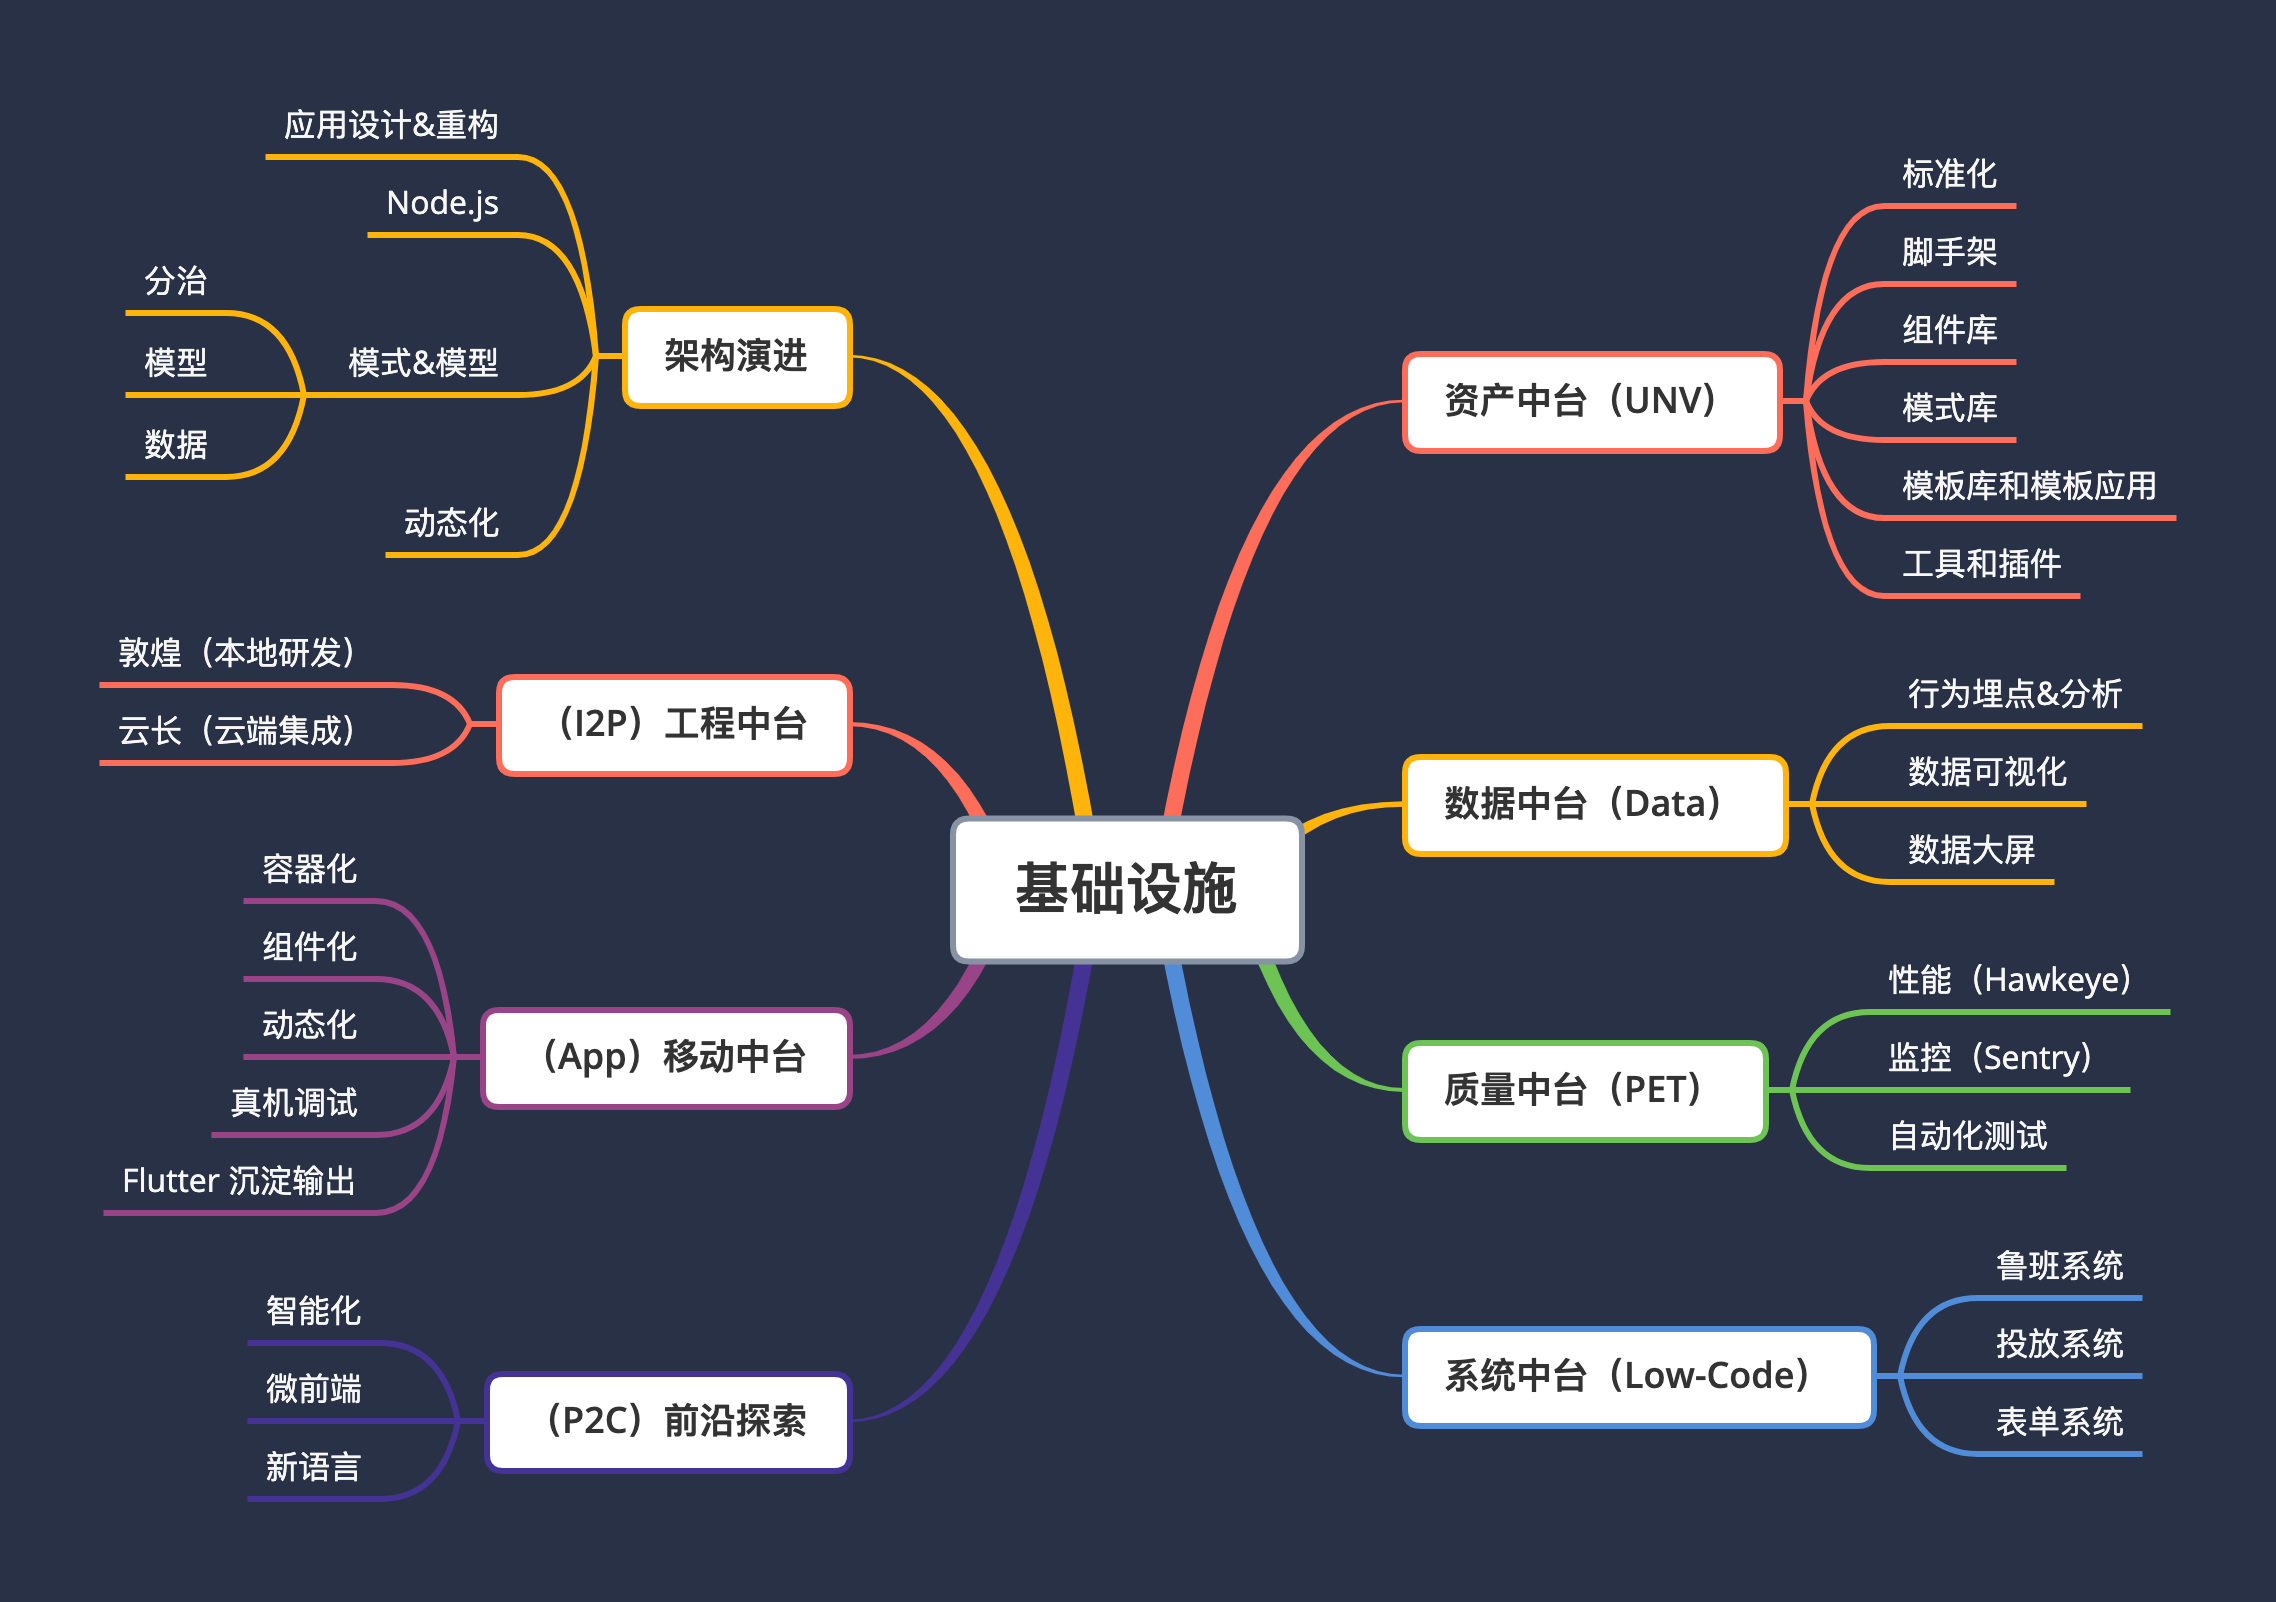 基础设施
架构演进
应用设计&重构
Node.js
模式&模型
分治
模型
数据
动态化
（I2P）工程中台
敦煌（本地研发）
云长（云端集成）
（App）移动中台
容器化
组件化
动态化
真机调试
Flutter 沉淀输出
（P2C）前沿探索
智能化
微前端
新语言
资产中台（UNV）
标准化
脚手架
组件库
模式库
模板库和模板应用
工具和插件
数据中台（Data）
行为埋点&分析
数据可视化
数据大屏
质量中台（PET）
性能（Hawkeye）
监控（Sentry）
自动化测试
系统中台（Low-Code）
鲁班系统
投放系统
表单系统